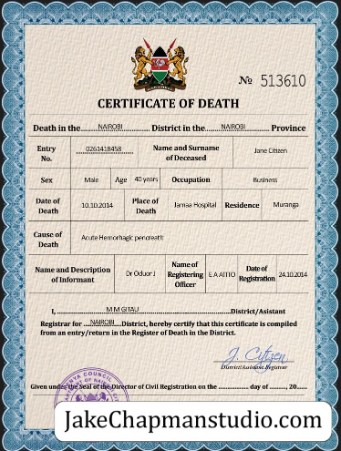 № 513610
CERTIFICATE OF DEATH
Death in the NAIROBI District in the NAIROBI Province
Entry No. 0261418458 Name and Surname of Deceased Jane Citizen
Sex Male Age 40 years Occupation Business
Date of Death 10.10.2014 Place of Death Jamaa Hospital Residence Muranga
Cause of Death Acute Hemorhagic pencreatit
Name and Description of Informant Dr Oduor J Name of Registering Officer E A AITIO Date of Registration 24.10.2014
I, M M GITAU District/Asistant
Registrar for NAIROBI District, hereby certify that this certificate is compiled
from an entry/return in the Register of Death in the District.
J. Citizen
District/Assistant Registrar
Given under the Seal of the Director of Civil Registration on the ................ day of .......... 20......
JakeChapmanstudio.com